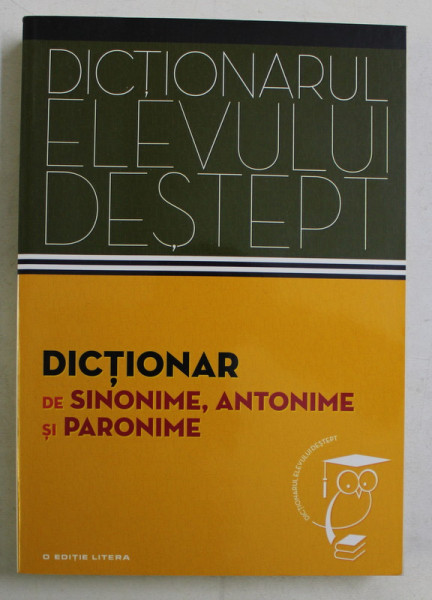 DICȚIONARUL
ELEVULUI
DEȘTEPT
DICȚIONAR
DE SINONIME, ANTONIME
ȘI PARONIME
DICȚIONARUL ELEVULUI DEȘTEPT
O EDIȚIE LITERA